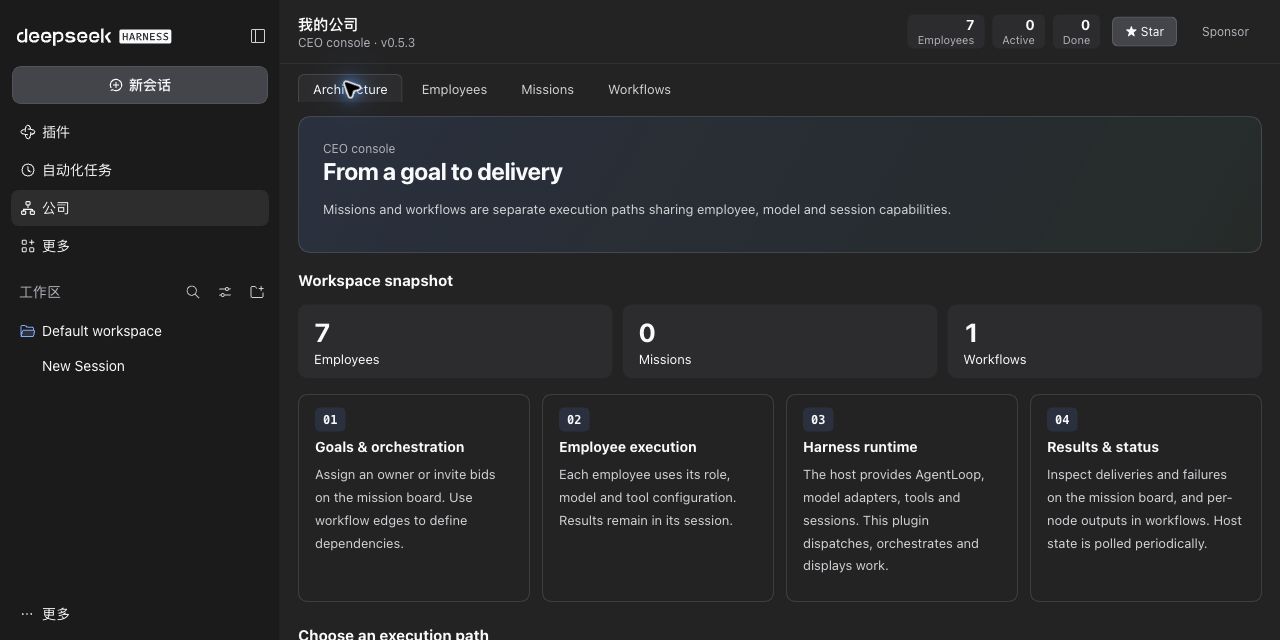 deepseek HARNESS
新会话
插件
自动化任务
公司
更多
工作区
Default workspace
New Session
更多
我的公司
CEO console · v0.5.3
7
Employees
0
Active
0
Done
Star
Sponsor
Architecture
Employees
Missions
Workflows
CEO console
From a goal to delivery
Missions and workflows are separate execution paths sharing employee, model and session capabilities.
Workspace snapshot
7
Employees
0
Missions
1
Workflows
01
Goals & orchestration
Assign an owner or invite bids
on the mission board. Use
workflow edges to define
dependencies.
02
Employee execution
Each employee uses its role,
model and tool configuration.
Results remain in its session.
03
Harness runtime
The host provides AgentLoop,
model adapters, tools and
sessions. This plugin
dispatches, orchestrates and
displays work.
04
Results & status
Inspect deliveries and failures
on the mission board, and per-
node outputs in workflows. Host
state is polled periodically.
Choose an execution path